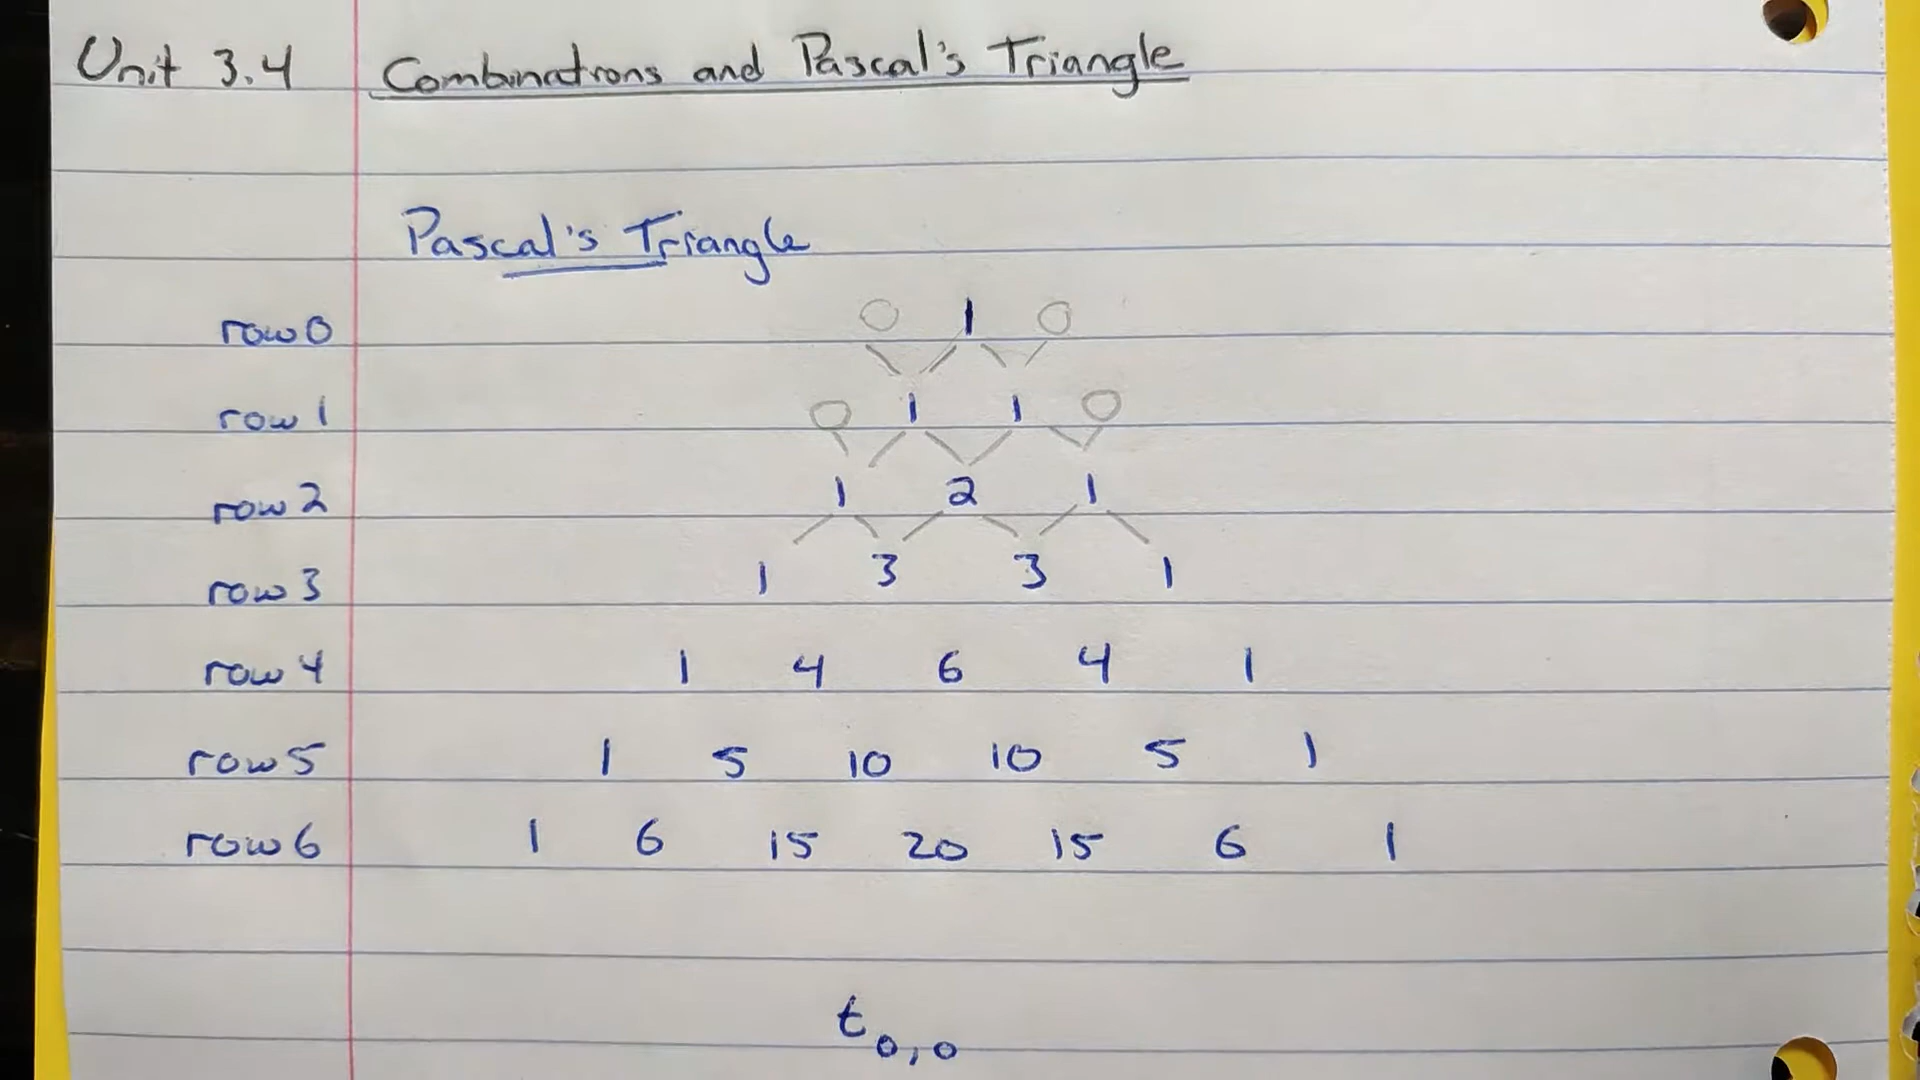 Unit 3.4 Combinations and Pascal's Triangle
Pascal's Triangle
row 0 0 1 0
row 1 0 1 1 0
row 2 1 2 1
row 3 1 3 3 1
row 4 1 4 6 4 1
row 5 1 5 10 10 5 1
row 6 1 6 15 20 15 6 1
t0,0